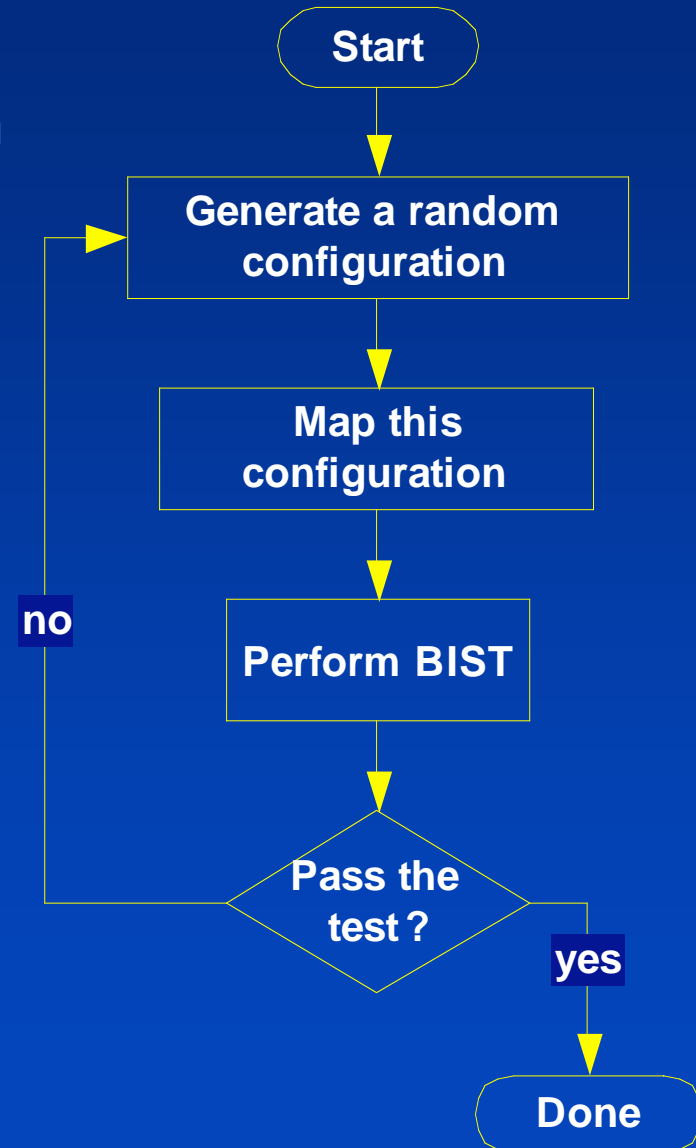 Start
Generate a random
configuration
Map this
configuration
Perform BIST
no
Pass the
test ?
yes
Done